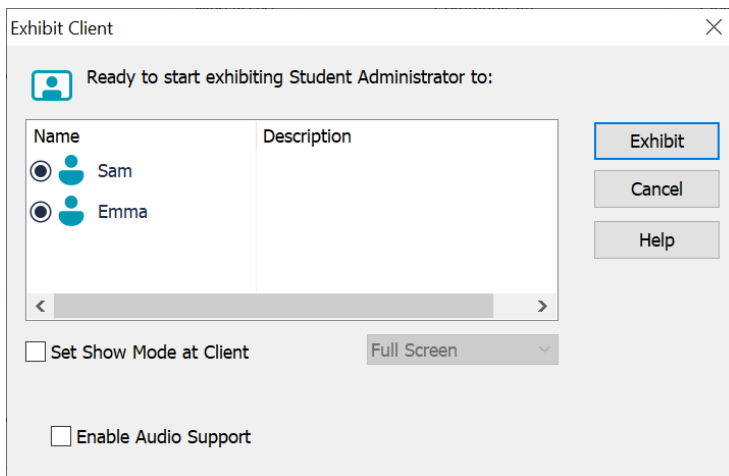 Exhibit Client
Ready to start exhibiting Student Administrator to:
Name Description
Sam
Emma
Exhibit
Cancel
Help
Set Show Mode at Client Full Screen
Enable Audio Support